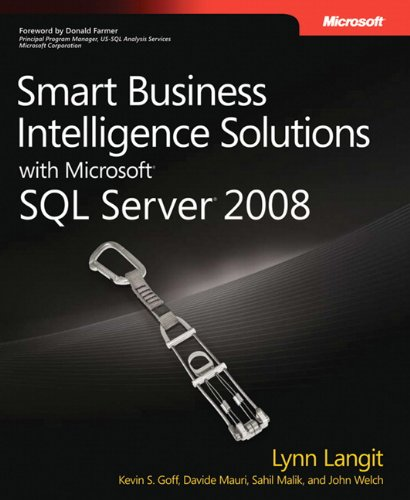 Foreword by Donald Farmer
Principal Program Manager, US-SQL Analysis Services
Microsoft Corporation
Microsoft®
Smart Business
Intelligence Solutions
with Microsoft®
SQL Server® 2008
Lynn Langit
Kevin S. Goff, Davide Mauri, Sahil Malik, and John Welch